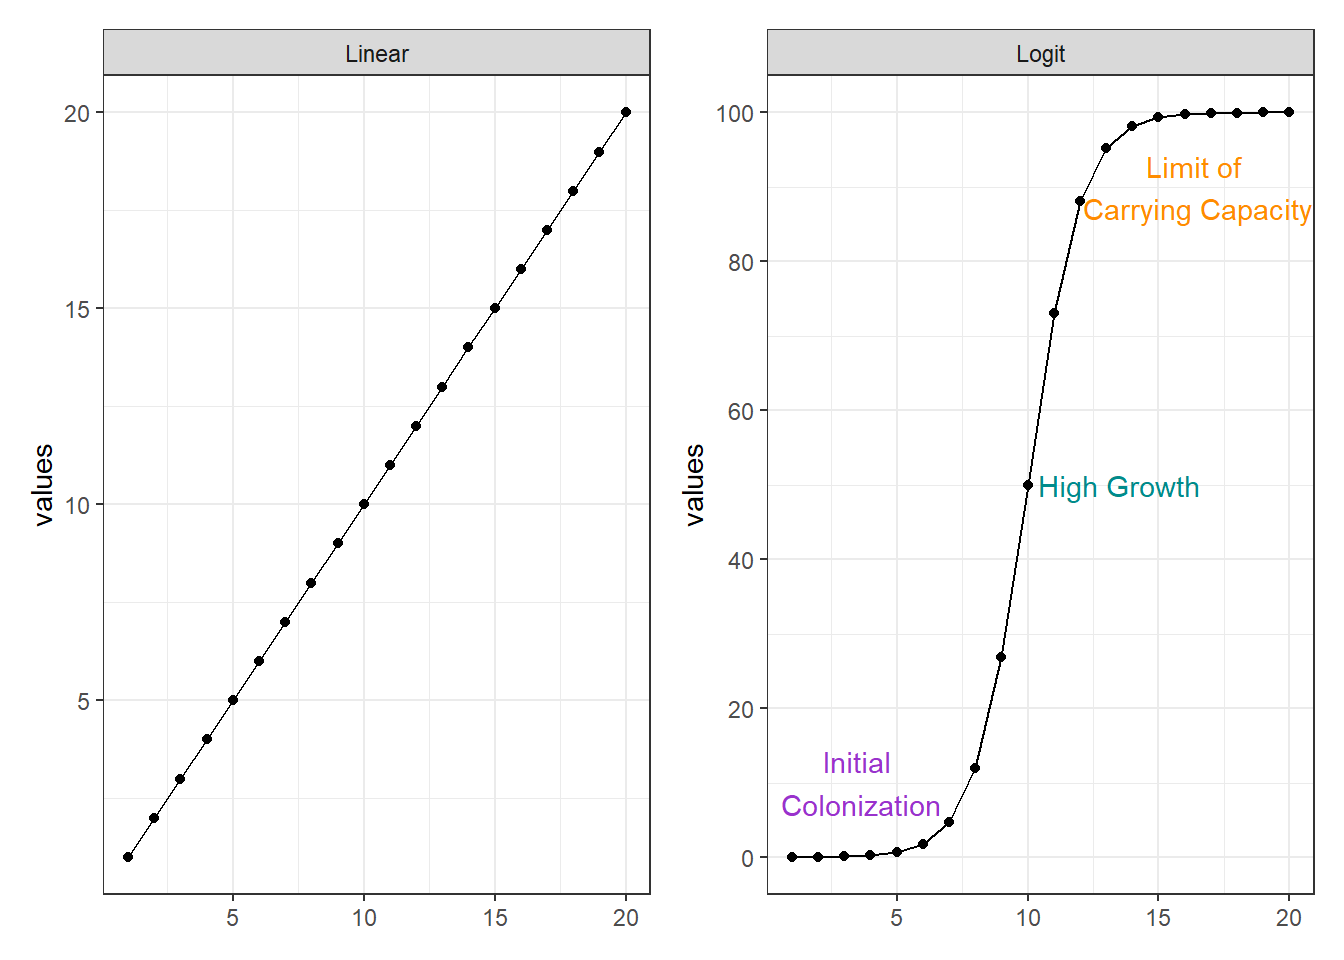 Linear
20
15
10
5
values
5 10 15 20
Logit
100
80
60
40
20
0
values
Limit of
Carrying Capacity
High Growth
Initial
Colonization
5 10 15 20